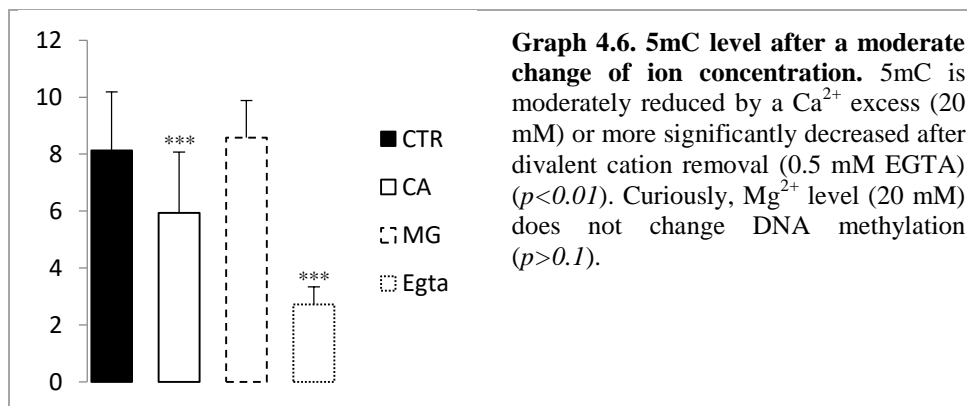 12
10
8
6
4
2
0
***
***
CTR
CA
MG
Egta
Graph 4.6. 5mC level after a moderate
change of ion concentration. 5mC is
moderately reduced by a Ca²⁺ excess (20
mM) or more significantly decreased after
divalent cation removal (0.5 mM EGTA)
(p<0.01). Curiously, Mg²⁺ level (20 mM)
does not change DNA methylation
(p>0.1).